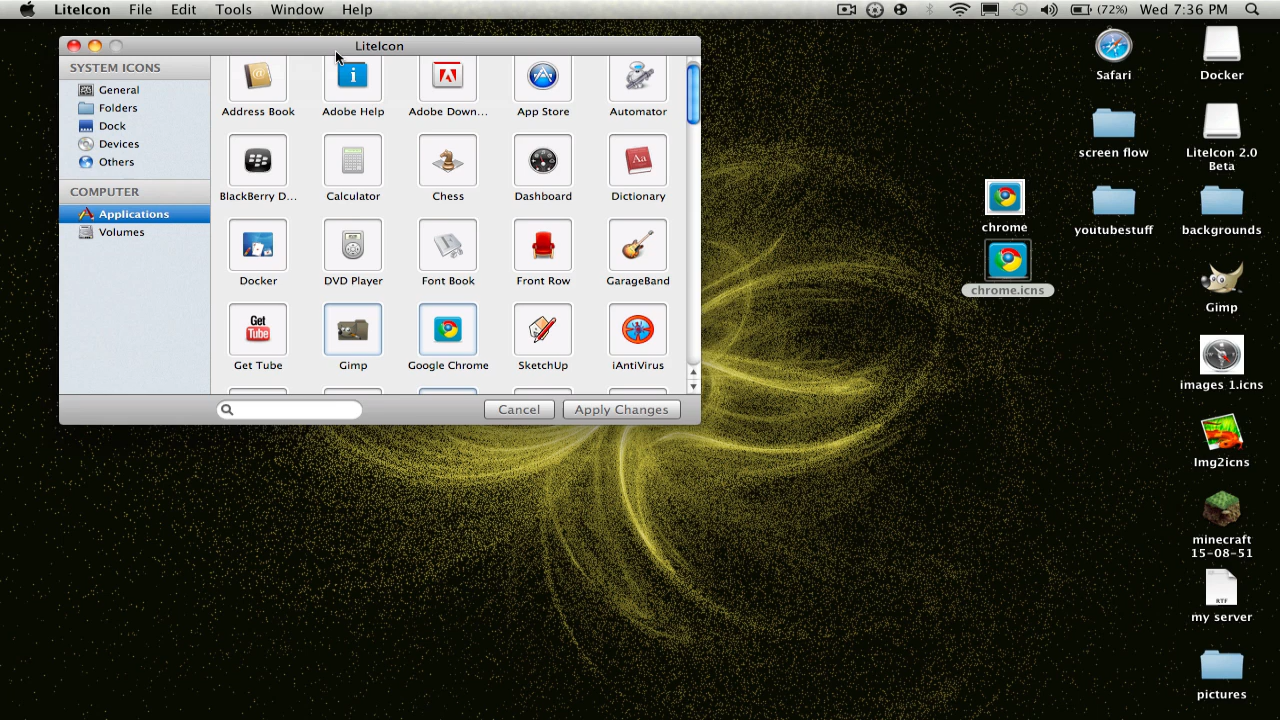 LiteIcon File Edit Tools Window Help (72%) Wed 7:36 PM
LiteIcon
SYSTEM ICONS
General
Folders
Dock
Devices
Others
COMPUTER
Applications
Volumes
Address Book Adobe Help Adobe Down... App Store Automator
BlackBerry D... Calculator Chess Dashboard Dictionary
Docker DVD Player Font Book Front Row GarageBand
Get Tube
Get Tube Gimp Google Chrome SketchUp iAntiVirus
Cancel Apply Changes
chrome
chrome.icns
Safari
screen flow
youtubestuff
Docker
LiteIcon 2.0
Beta
backgrounds
Gimp
images 1.icns
Img2icns
minecraft
15-08-51
RTF
my server
pictures